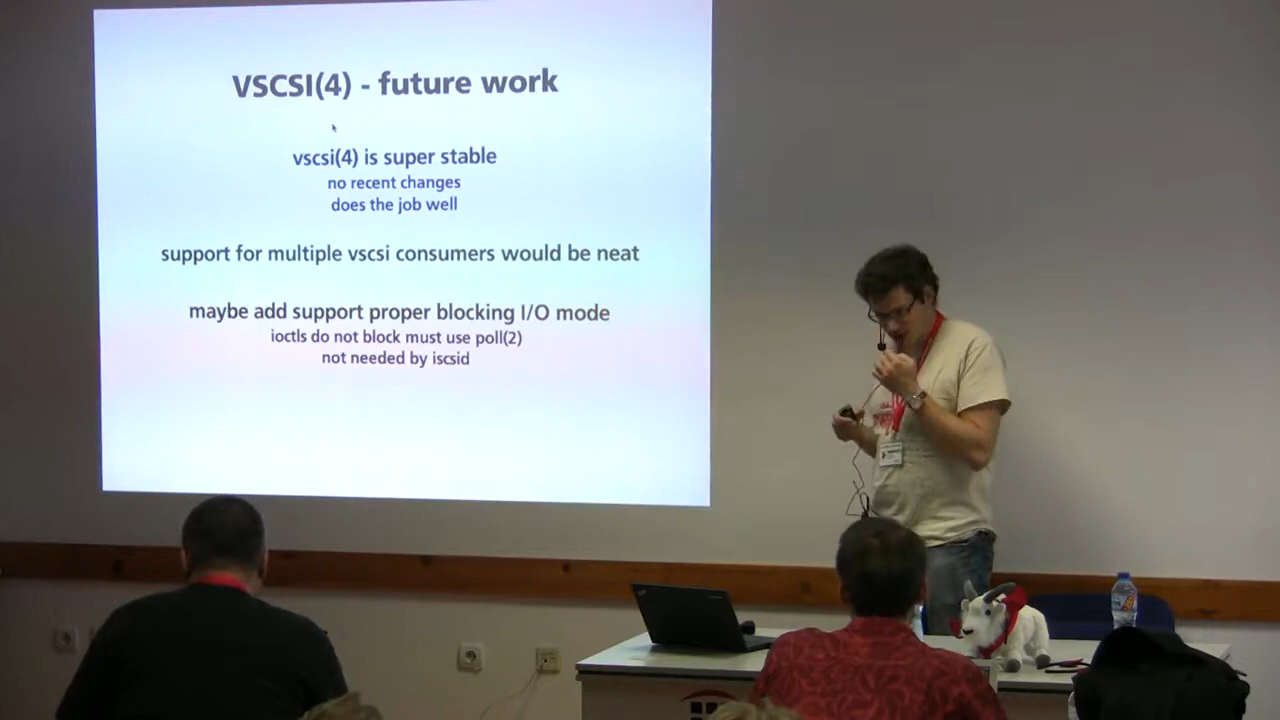 VSCSI(4) - future work
vscsi(4) is super stable
no recent changes
does the job well
support for multiple vscsi consumers would be neat
maybe add support proper blocking I/O mode
ioctls do not block must use poll(2)
not needed by iscsid